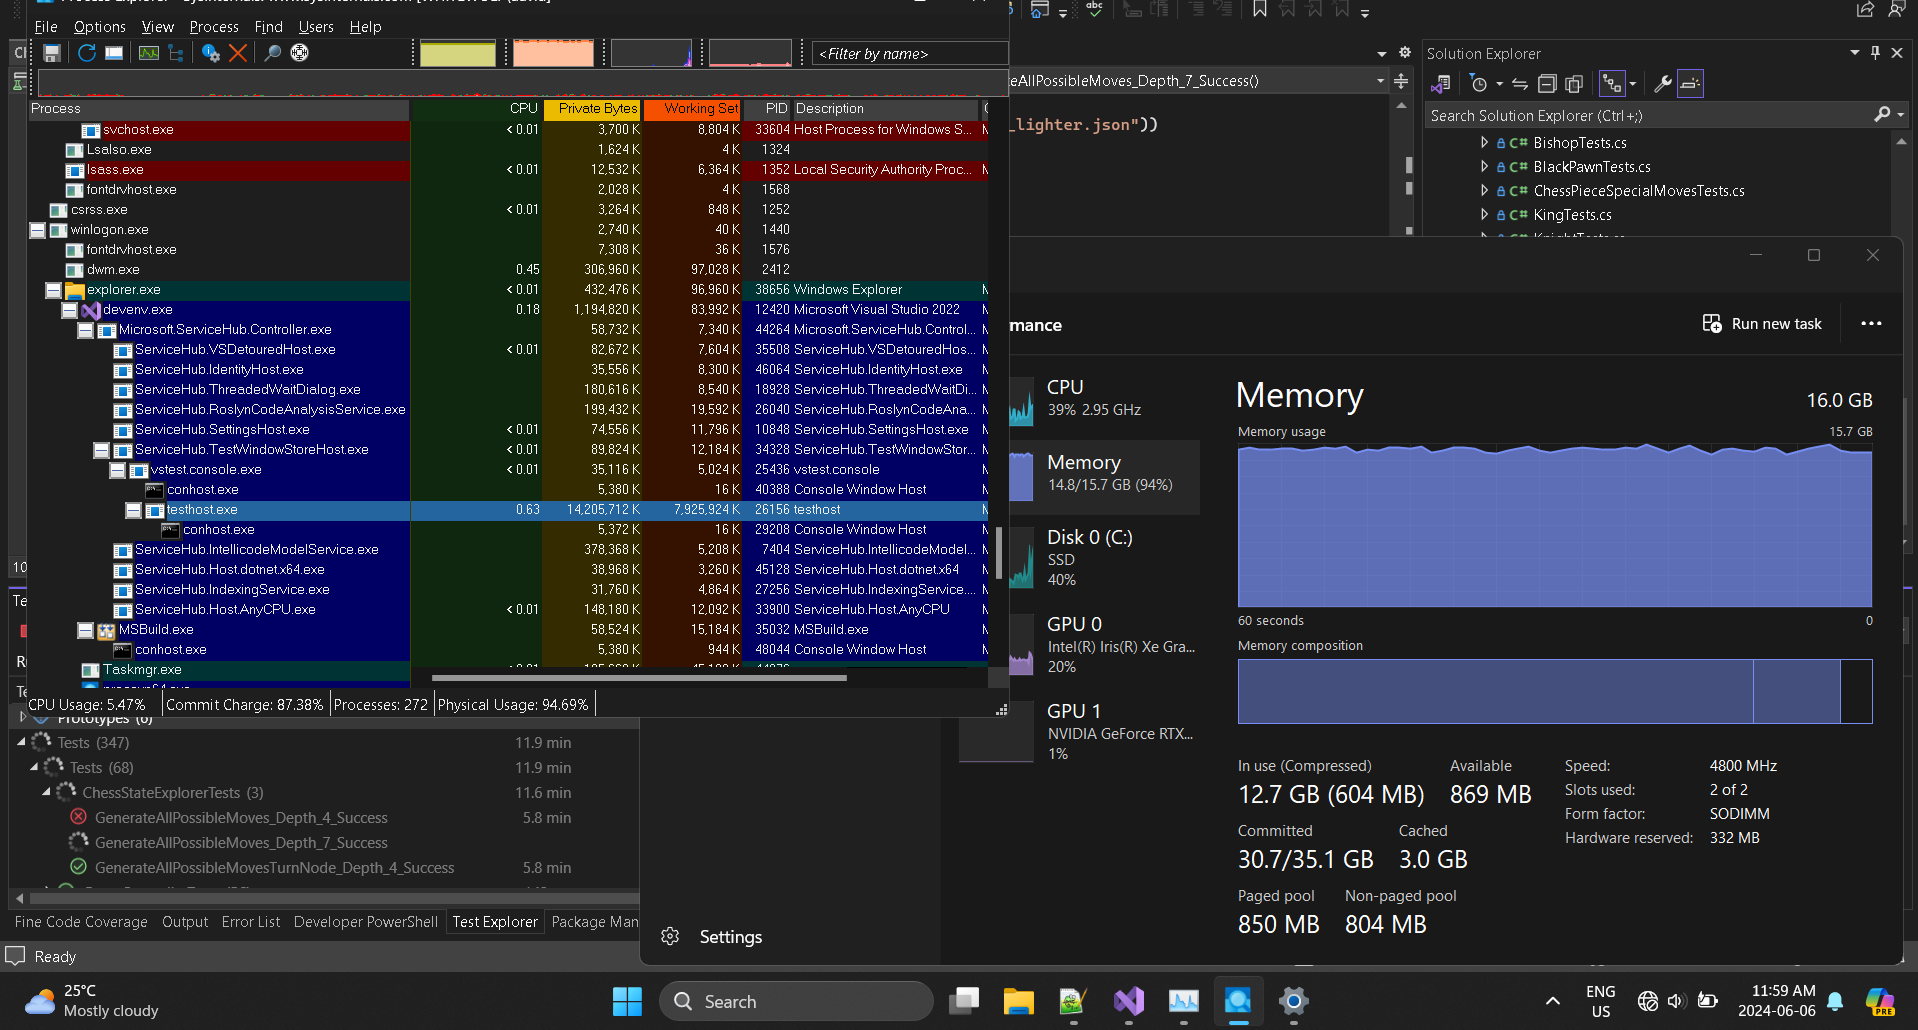 File Options View Process Find Users Help
<Filter by name>
Process CPU Private Bytes Working Set PID Description
svchost.exe < 0.01 3,700 K 8,804 K 33604 Host Process for Windows S...
LsaIso.exe 1,624 K 4 K 1324
lsass.exe < 0.01 12,532 K 6,364 K 1352 Local Security Authority Proc...
fontdrvhost.exe 2,028 K 4 K 1568
csrss.exe < 0.01 3,264 K 848 K 1252
winlogon.exe 2,740 K 40 K 1440
fontdrvhost.exe 7,308 K 36 K 1576
dwm.exe 0.45 306,960 K 97,028 K 2412
explorer.exe < 0.01 432,476 K 96,960 K 38656 Windows Explorer
devenv.exe 0.18 1,194,820 K 83,992 K 12420 Microsoft Visual Studio 2022
Microsoft.ServiceHub.Controller.exe 58,732 K 7,340 K 44264 Microsoft.ServiceHub.Control...
ServiceHub.VSDetouredHost.exe < 0.01 82,672 K 7,604 K 35508 ServiceHub.VSDetouredHos...
ServiceHub.IdentityHost.exe 35,556 K 8,300 K 46064 ServiceHub.IdentityHost.exe
ServiceHub.ThreadedWaitDialog.exe 180,616 K 8,540 K 18928 ServiceHub.ThreadedWaitDi...
ServiceHub.RoslynCodeAnalysisService.exe 199,432 K 19,592 K 26040 ServiceHub.RoslynCodeAna...
ServiceHub.SettingsHost.exe < 0.01 74,556 K 11,796 K 10848 ServiceHub.SettingsHost.exe
ServiceHub.TestWindowStoreHost.exe < 0.01 89,824 K 12,184 K 34328 ServiceHub.TestWindowStor...
vstest.console.exe < 0.01 35,116 K 5,024 K 25436 vstest.console
conhost.exe 5,380 K 16 K 40388 Console Window Host
testhost.exe 0.63 14,205,712 K 7,925,924 K 26156 testhost
conhost.exe 5,372 K 16 K 29208 Console Window Host
ServiceHub.IntellicodeModelService.exe 378,368 K 5,208 K 7404 ServiceHub.IntellicodeModel...
ServiceHub.Host.dotnet.x64.exe 38,968 K 3,260 K 45128 ServiceHub.Host.dotnet.x64
ServiceHub.IndexingService.exe 31,760 K 4,864 K 27256 ServiceHub.IndexingService....
ServiceHub.Host.AnyCPU.exe < 0.01 148,180 K 12,092 K 33900 ServiceHub.Host.AnyCPU
MSBuild.exe 58,524 K 15,184 K 35032 MSBuild.exe
conhost.exe 5,380 K 944 K 48044 Console Window Host
Taskmgr.exe
CPU Usage: 5.47% Commit Charge: 87.38% Processes: 272 Physical Usage: 94.69%
eAllPossibleMoves_Depth_7_Success()
_lighter.json"))
Solution Explorer
Search Solution Explorer (Ctrl+;)
C# BishopTests.cs
C# BlackPawnTests.cs
C# ChessPieceSpecialMovesTests.cs
C# KingTests.cs
C# KnightTests.cs
mance
Run new task
CPU
39% 2.95 GHz
Memory
14.8/15.7 GB (94%)
Disk 0 (C:)
SSD
40%
GPU 0
Intel(R) Iris(R) Xe Gra...
20%
GPU 1
NVIDIA GeForce RTX...
1%
Memory 16.0 GB
Memory usage 15.7 GB
60 seconds 0
Memory composition
In use (Compressed) Available
12.7 GB (604 MB) 869 MB
Committed Cached
30.7/35.1 GB 3.0 GB
Paged pool Non-paged pool
850 MB 804 MB
Speed: 4800 MHz
Slots used: 2 of 2
Form factor: SODIMM
Hardware reserved: 332 MB
Settings
Prototypes (6)
Tests (347) 11.9 min
Tests (68) 11.9 min
ChessStateExplorerTests (3) 11.6 min
GenerateAllPossibleMoves_Depth_4_Success 5.8 min
GenerateAllPossibleMoves_Depth_7_Success
GenerateAllPossibleMovesTurnNode_Depth_4_Success 5.8 min
Fine Code Coverage Output Error List Developer PowerShell Test Explorer Package Man
Ready
25°C
Mostly cloudy
Search
ENG
US
11:59 AM
2024-06-06
PRE